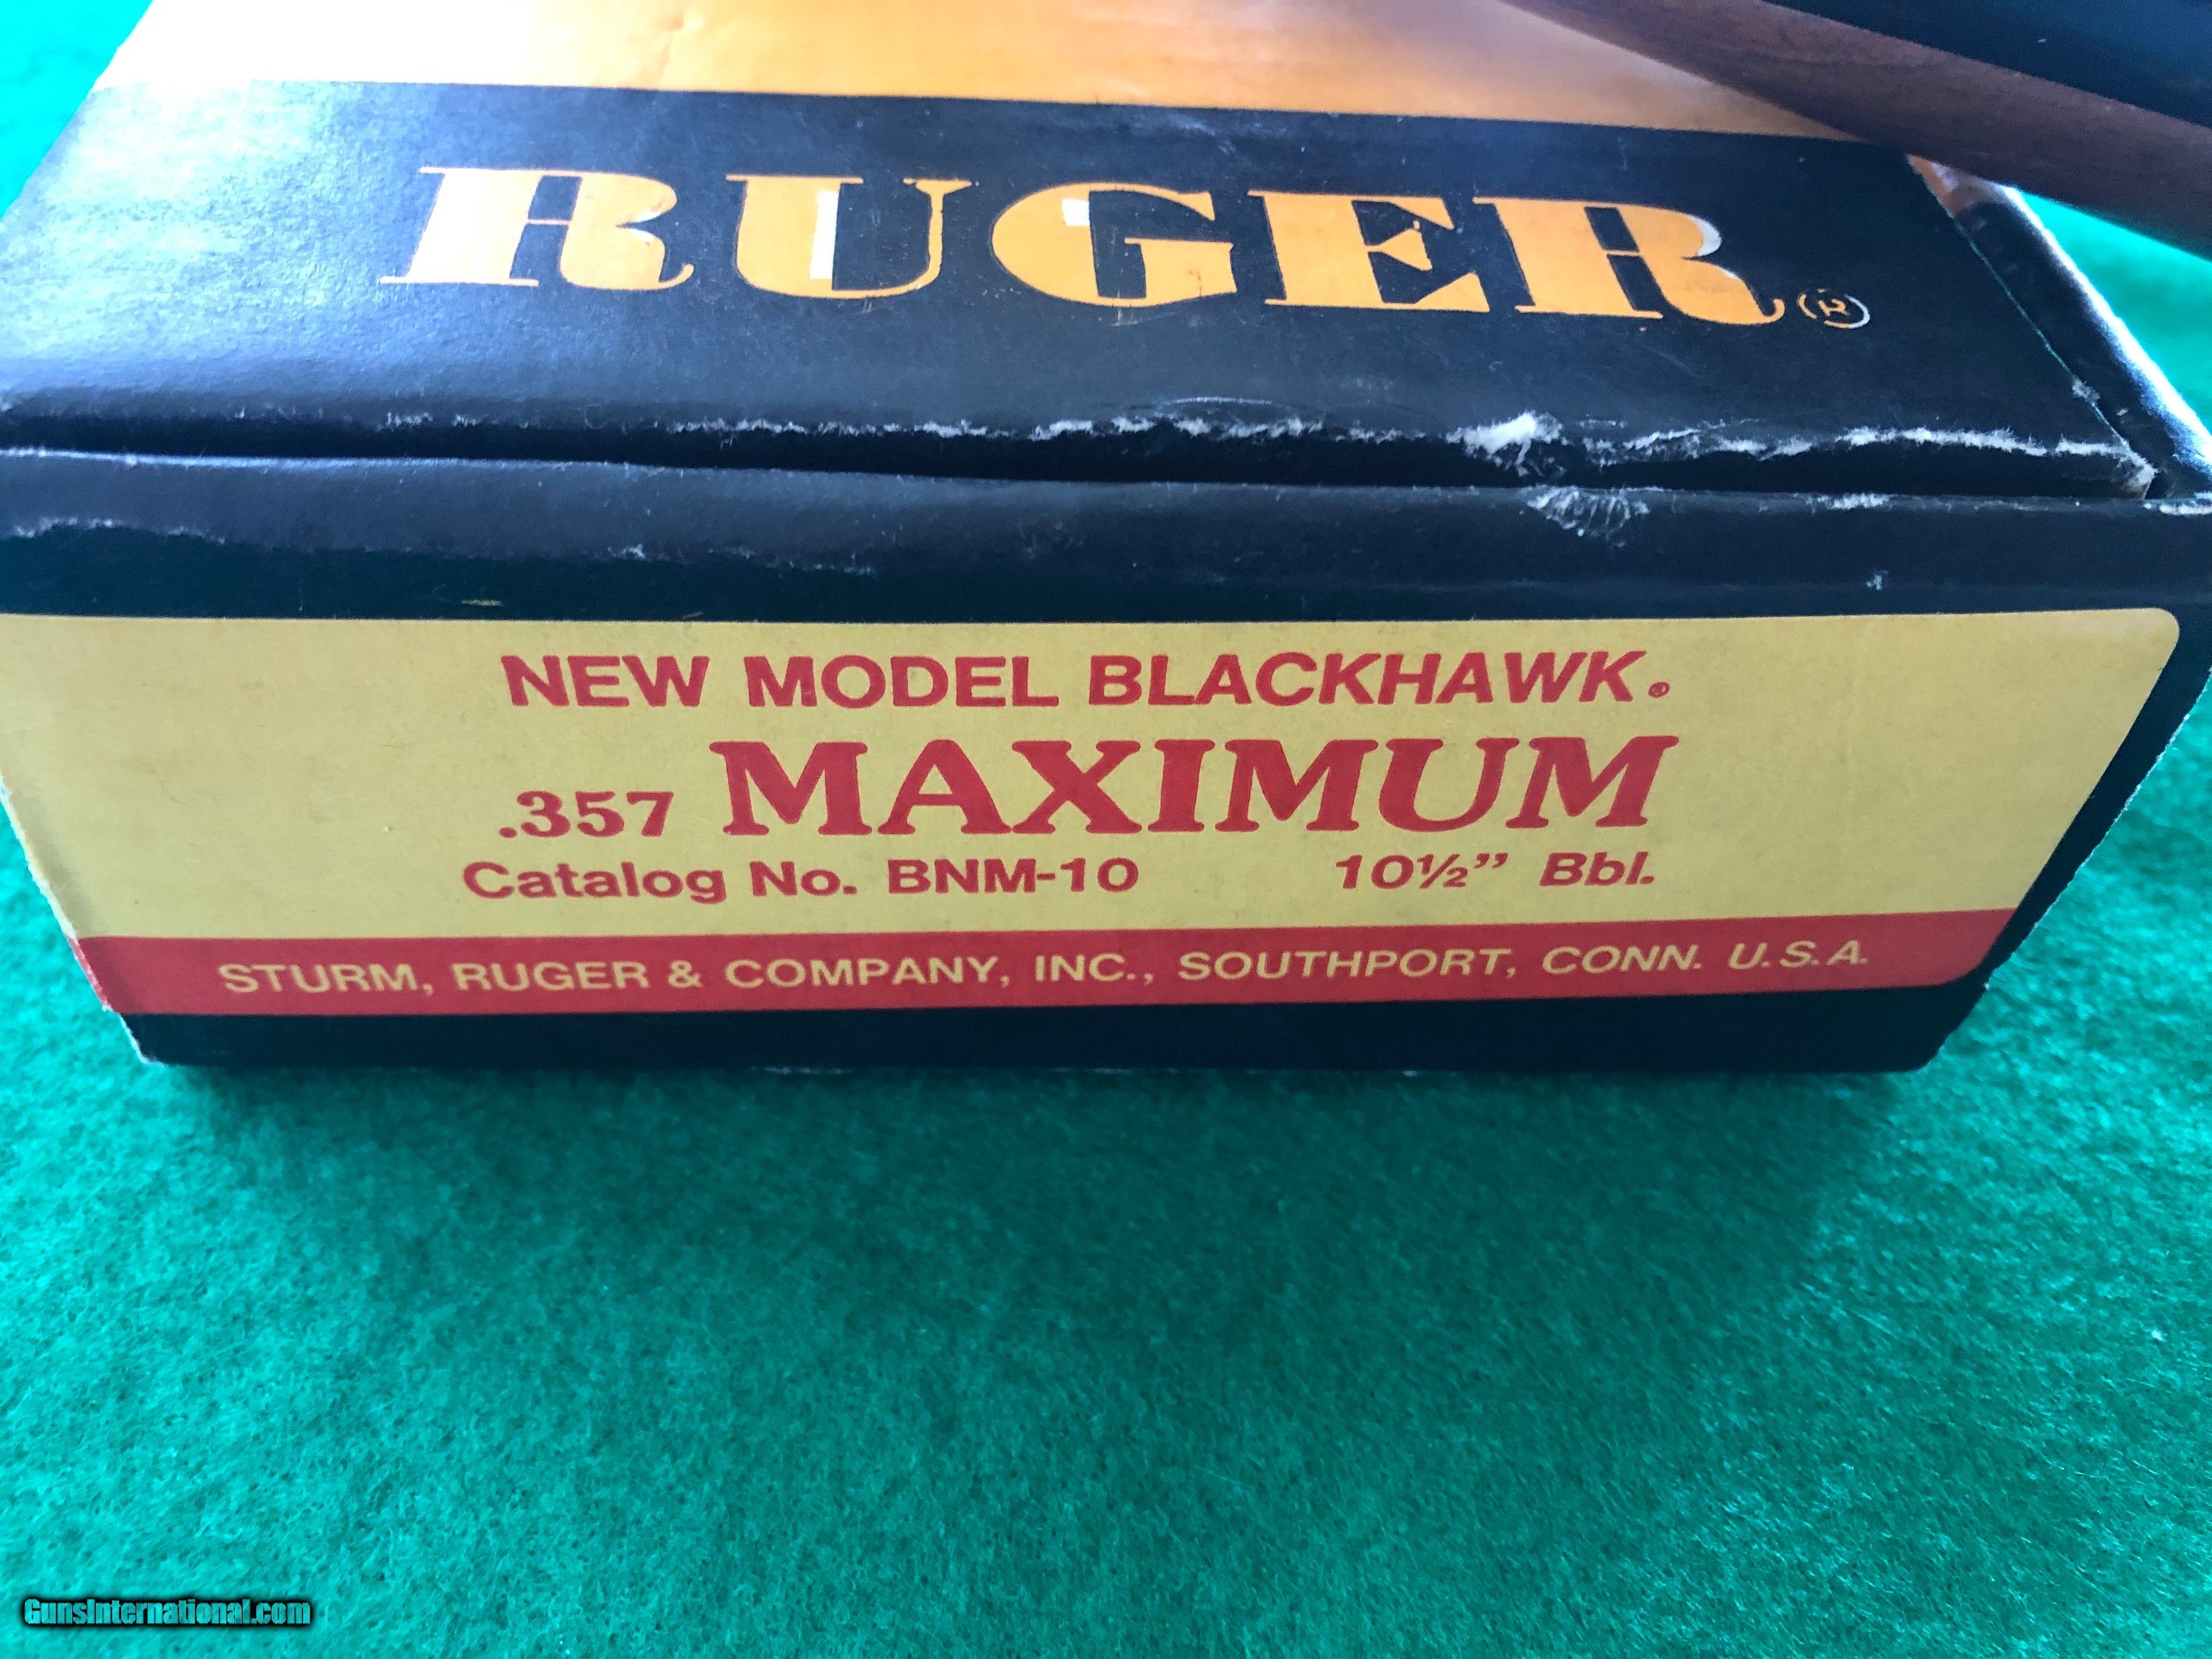 RUGER®
NEW MODEL BLACKHAWK®
.357 MAXIMUM
Catalog No. BNM-10 10½" Bbl.
STURM, RUGER & COMPANY, INC., SOUTHPORT, CONN. U.S.A.
GunsInternational.com